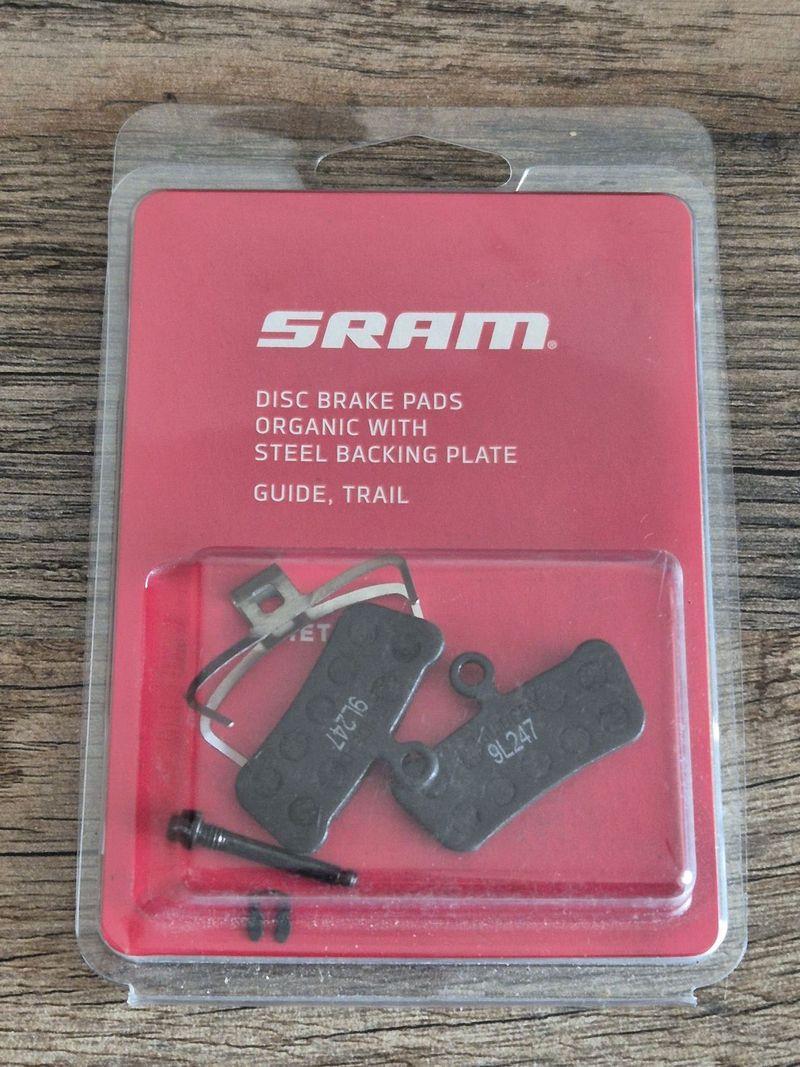 SRAM®
DISC BRAKE PADS
ORGANIC WITH
STEEL BACKING PLATE
GUIDE, TRAIL
9L247
9L247